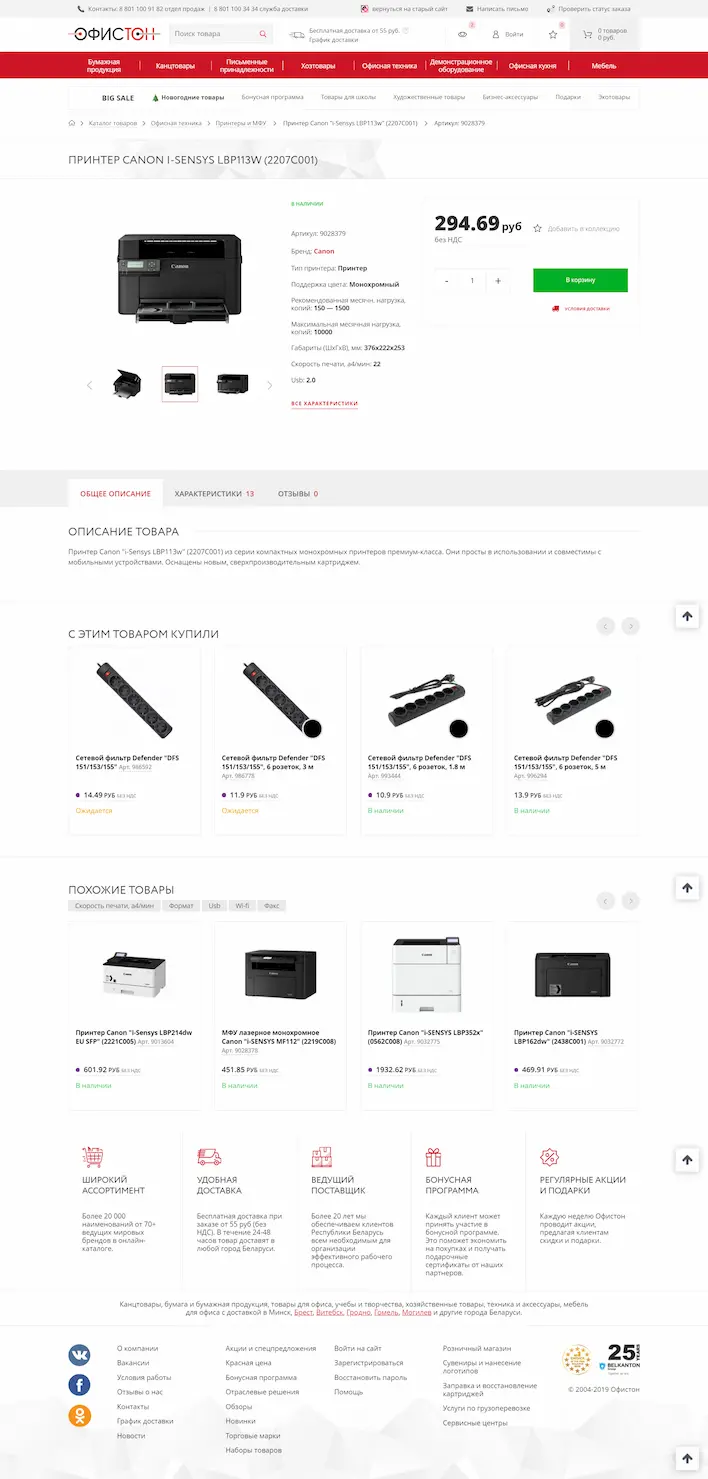 Контакты: 8 801 100 91 82 отдел продаж | 8 801 100 34 34 служба доставки
вернуться на старый сайт
Написать письмо
Проверить статус заказа
ОФИСТОН
Поиск товара
Бесплатная доставка от 55 руб.
График доставки
Войти
0 товаров
0 руб.
Бумажная продукция
Канцтовары
Письменные принадлежности
Хозтовары
Офисная техника
Демонстрационное оборудование
Офисная кухня
Мебель
BIG SALE
Новогодние товары
Бонусная программа
Товары для школы
Художественные товары
Бизнес-аксессуары
Подарки
Экотовары
Каталог товаров > Офисная техника > Принтеры и МФУ > Принтер Canon "i-Sensys LBP113w" (2207C001) > Артикул: 9028379
ПРИНТЕР CANON I-SENSYS LBP113W (2207C001)
В НАЛИЧИИ
Артикул: 9028379
Бренд: Canon
Тип принтера: Принтер
Поддержка цвета: Монохромный
Рекомендованная месячн. нагрузка,
копий: 150 — 1500
Максимальная месячная нагрузка,
копий: 10000
Габариты (ШхГхВ), мм: 376x222x253
Скорость печати, а4/мин: 22
Usb: 2.0
ВСЕ ХАРАКТЕРИСТИКИ
294.69 руб
без НДС
Добавить в коллекцию
- 1 +
В корзину
УСЛОВИЯ ДОСТАВКИ
ОБЩЕЕ ОПИСАНИЕ
ХАРАКТЕРИСТИКИ 13
ОТЗЫВЫ 0
ОПИСАНИЕ ТОВАРА
Принтер Canon "i-Sensys LBP113w" (2207C001) из серии компактных монохромных принтеров премиум-класса. Они просты в использовании и совместимы с
мобильными устройствами. Оснащены новым, сверхпроизводительным картриджем.
С ЭТИМ ТОВАРОМ КУПИЛИ
Сетевой фильтр Defender "DFS
151/153/155" Арт. 986592
14.49 РУБ БЕЗ НДС
Ожидается
Сетевой фильтр Defender "DFS
151/153/155", 6 розеток, 3 м
Арт. 986778
11.9 РУБ БЕЗ НДС
Ожидается
Сетевой фильтр Defender "DFS
151/153/155", 6 розеток, 1.8 м
Арт. 993444
10.9 РУБ БЕЗ НДС
В наличии
Сетевой фильтр Defender "DFS
151/153/155", 6 розеток, 5 м
Арт. 996294
13.9 РУБ БЕЗ НДС
В наличии
ПОХОЖИЕ ТОВАРЫ
Скорость печати, а4/мин
Формат
Usb
Wi-fi
Факс
Принтер Canon "i-Sensys LBP214dw
EU SFP" (2221C005) Арт. 9013604
601.92 РУБ БЕЗ НДС
В наличии
МФУ лазерное монохромное
Canon "i-SENSYS MF112" (2219C008)
Арт. 9028378
451.85 РУБ БЕЗ НДС
В наличии
Принтер Canon "i-SENSYS LBP352x"
(0562C008) Арт. 9032775
1932.62 РУБ БЕЗ НДС
В наличии
Принтер Canon "i-SENSYS
LBP162dw" (2438C001) Арт. 9032772
469.91 РУБ БЕЗ НДС
В наличии
ШИРОКИЙ
АССОРТИМЕНТ
Более 20 000
наименований от 70+
ведущих мировых
брендов в онлайн-
каталоге.
УДОБНАЯ
ДОСТАВКА
Бесплатная доставка при
заказе от 55 руб (без
НДС). В течение 24-48
часов товар доставят в
любой город Беларуси.
ВЕДУЩИЙ
ПОСТАВЩИК
Более 20 лет мы
обеспечиваем клиентов
Республики Беларусь
всем необходимым для
организации
эффективного рабочего
процесса.
БОНУСНАЯ
ПРОГРАММА
Каждый клиент может
принять участие в
бонусной программе.
Это поможет экономить
на покупках и получать
подарочные
сертификаты от наших
партнеров.
РЕГУЛЯРНЫЕ АКЦИИ
И ПОДАРКИ
Каждую неделю Офистон
проводит акции,
предлагая клиентам
скидки и подарки.
Канцтовары, бумага и бумажная продукция, товары для офиса, учебы и творчества, хозяйственные товары, техника и аксессуары, мебель
для офиса с доставкой в Минск, Брест, Витебск, Гродно, Гомель, Могилев и другие города Беларуси.
О компании
Вакансии
Условия работы
Отзывы о нас
Контакты
График доставки
Новости
Акции и спецпредложения
Красная цена
Бонусная программа
Отраслевые решения
Обзоры
Новинки
Торговые марки
Наборы товаров
Войти на сайт
Зарегистрироваться
Восстановить пароль
Помощь
Розничный магазин
Сувениры и нанесение
логотипов
Заправка и восстановление
картриджей
Услуги по грузоперевозке
Сервисные центры
25 YEARS
BELKANTON
© 2004-2019 Офистон